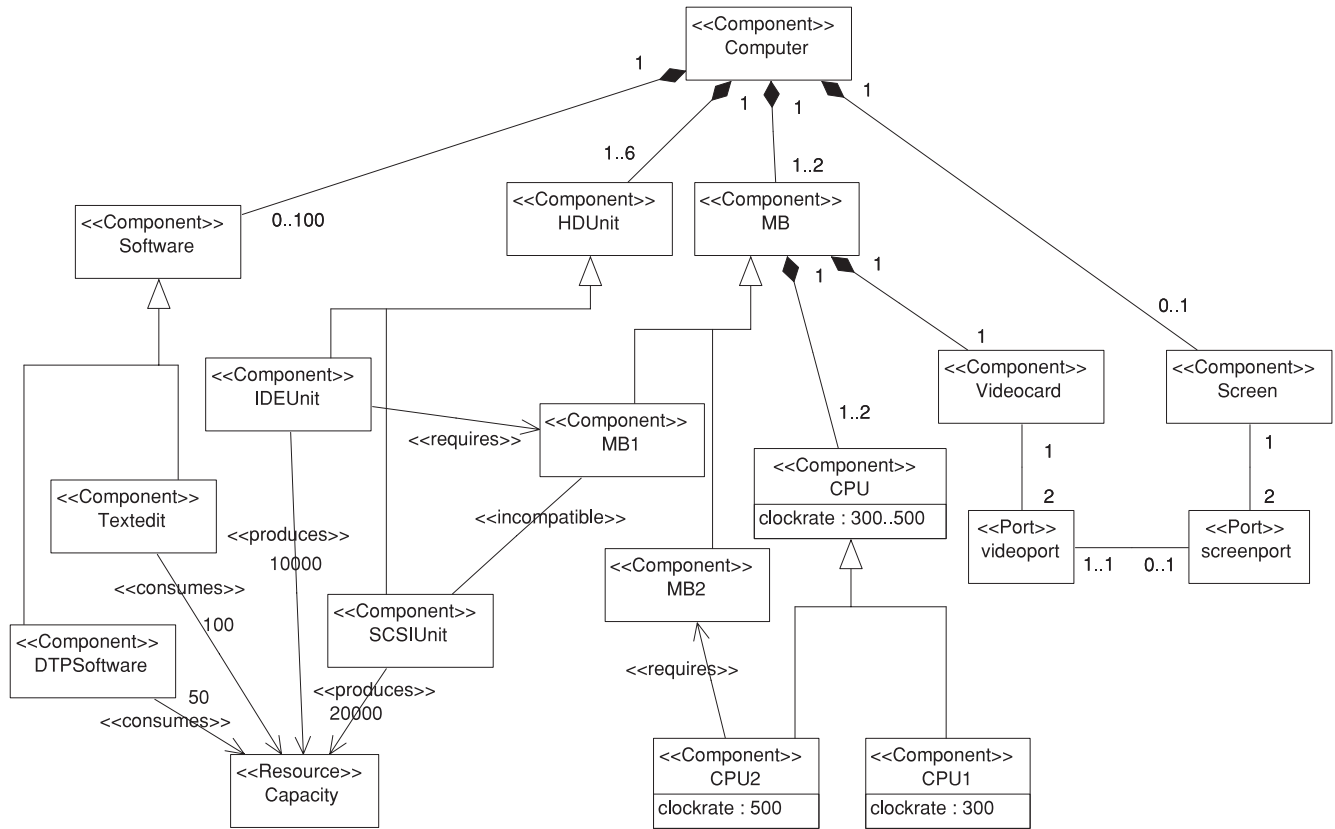 <<Component>>
Computer
1
1
1
1
1..6
1..2
0..100
0..1
<<Component>>
Software
<<Component>>
HDUnit
<<Component>>
MB
1
1
1
<<Component>>
IDEUnit
<<Component>>
Videocard
<<Component>>
Screen
<<requires>>
<<Component>>
MB1
1..2
1
1
<<Component>>
Textedit
<<Component>>
CPU
clockrate : 300..500
2
2
<<incompatible>>
<<Port>>
videoport
1..1
0..1
<<Port>>
screenport
<<produces>>
10000
<<consumes>>
100
<<Component>>
MB2
<<Component>>
SCSIUnit
<<Component>>
DTPSoftware
<<requires>>
50
<<consumes>>
<<produces>>
20000
<<Resource>>
Capacity
<<Component>>
CPU2
clockrate : 500
<<Component>>
CPU1
clockrate : 300